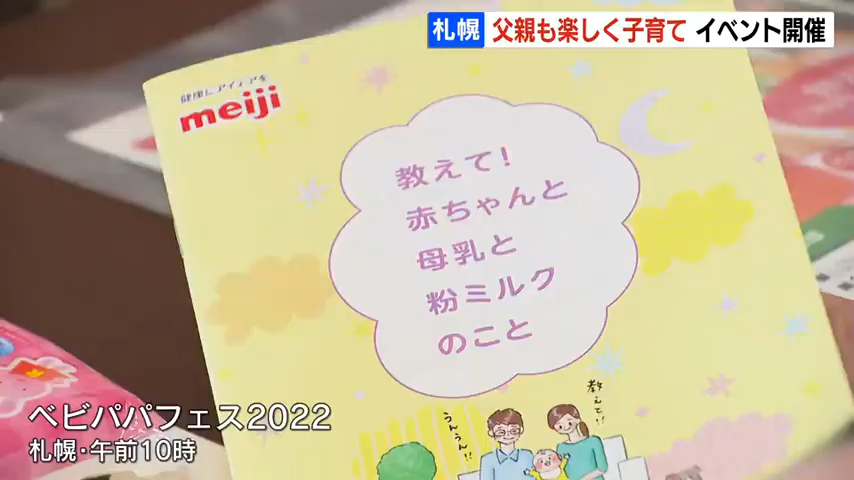 札幌 父親も楽しく子育て イベント開催
健康にアイデアを
meiji
教えて!
赤ちゃんと
母乳と
粉ミルク
のこと
教えて!!
うんうん!!
ベビパパフェス2022
札幌・午前10時